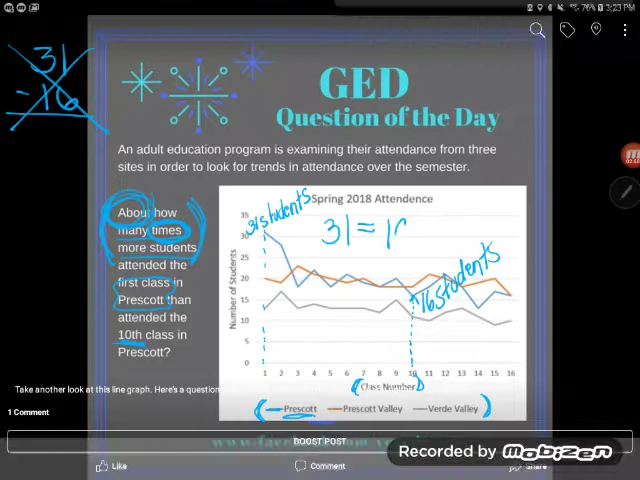 76% 3:23 PM
31
-16
GED
Question of the Day
An adult education program is examining their attendance from three
sites in order to look for trends in attendance over the semester.
About how
many times
more students
attended the
first class in
Prescott than
attended the
10th class in
Prescott?
Spring 2018 Attendence
31 students
31 =
16 students
Number of Students
35
30
25
20
15
10
5
0
1 2 3 4 5 6 7 8 9 10 11 12 13 14 15 16
Class Number
Prescott Prescott Valley Verde Valley
Take another look at this line graph. Here's a question
1 Comment
BOOST POST
Like Comment Share
Recorded by MOBIZEN